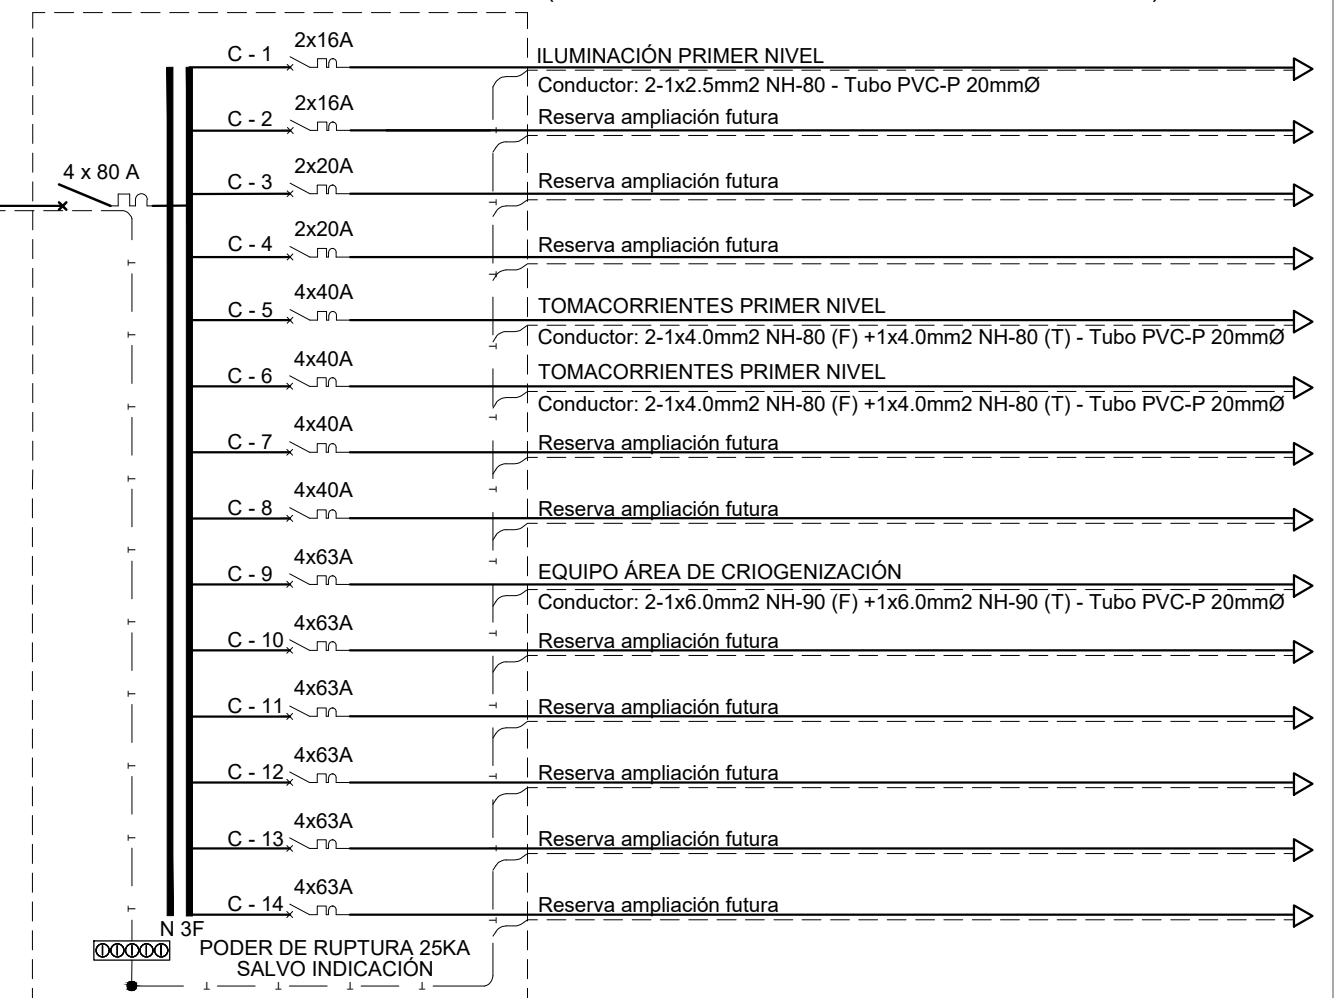 2x16A
C - 1
ILUMINACIÓN PRIMER NIVEL
Conductor: 2-1x2.5mm2 NH-80 - Tubo PVC-P 20mmØ
2x16A
C - 2
Reserva ampliación futura
4 x 80 A
2x20A
C - 3
Reserva ampliación futura
2x20A
C - 4
Reserva ampliación futura
4x40A
C - 5
TOMACORRIENTES PRIMER NIVEL
Conductor: 2-1x4.0mm2 NH-80 (F) +1x4.0mm2 NH-80 (T) - Tubo PVC-P 20mmØ
4x40A
C - 6
TOMACORRIENTES PRIMER NIVEL
Conductor: 2-1x4.0mm2 NH-80 (F) +1x4.0mm2 NH-80 (T) - Tubo PVC-P 20mmØ
4x40A
C - 7
Reserva ampliación futura
4x40A
C - 8
Reserva ampliación futura
4x63A
C - 9
EQUIPO ÁREA DE CRIOGENIZACIÓN
Conductor: 2-1x6.0mm2 NH-90 (F) +1x6.0mm2 NH-90 (T) - Tubo PVC-P 20mmØ
4x63A
C - 10
Reserva ampliación futura
4x63A
C - 11
Reserva ampliación futura
4x63A
C - 12
Reserva ampliación futura
4x63A
C - 13
Reserva ampliación futura
4x63A
C - 14
Reserva ampliación futura
N 3F
PODER DE RUPTURA 25KA
SALVO INDICACIÓN